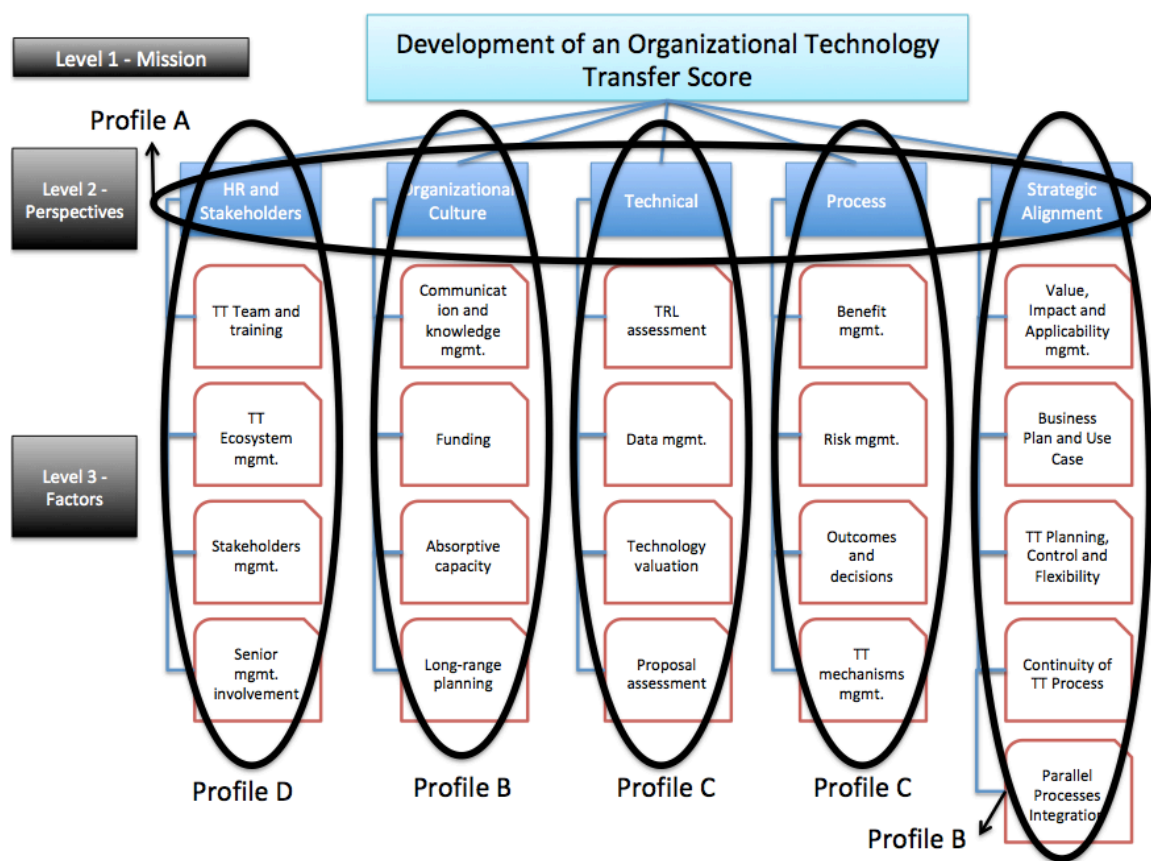 Development of an Organizational Technology
Transfer Score
Level 1 - Mission
Profile A
Level 2 -
Perspectives
HR and
Stakeholders
Organizational
Culture
Technical
Process
Strategic
Alignment
Level 3 -
Factors
TT Team and
training
Communicat
ion and
knowledge
mgmt.
TRL
assessment
Benefit
mgmt.
Value,
Impact and
Applicability
mgmt.
TT
Ecosystem
mgmt.
Funding
Data mgmt.
Risk mgmt.
Business
Plan and Use
Case
Stakeholders
mgmt.
Absorptive
capacity
Technology
valuation
Outcomes
and
decisions
TT Planning,
Control and
Flexibility
Senior
mgmt.
involvement
Long-range
planning
Proposal
assessment
TT
mechanisms
mgmt.
Continuity of
TT Process
Parallel
Processes
Integration
Profile D
Profile B
Profile C
Profile C
Profile B